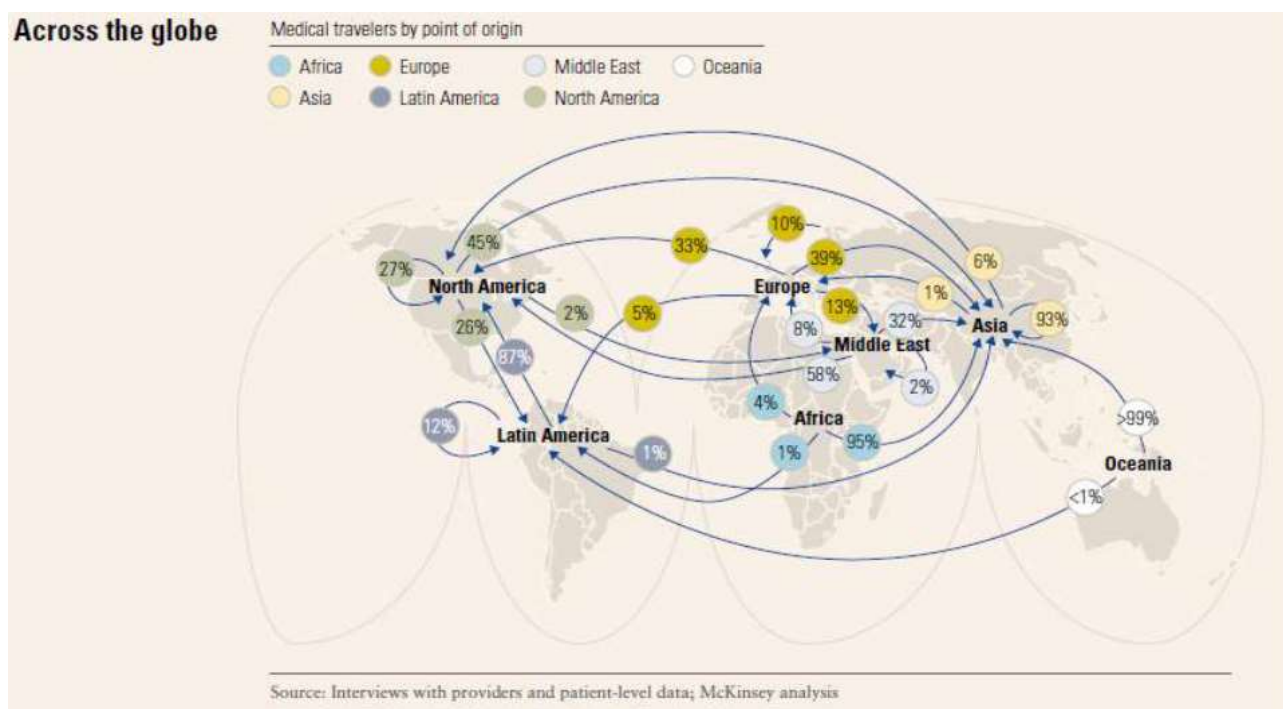 Across the globe
Medical travelers by point of origin
Africa Europe Middle East Oceania
Asia Latin America North America
10%
45% 33% 39%
27% 6%
North America Europe 1%
2% 5% 13% 32% 93%
26% 8% Asia
Middle East
87%
58% 2%
4%
Africa >99%
12% Latin America 1% 1% 95%
Oceania
<1%
Source: Interviews with providers and patient-level data; McKinsey analysis